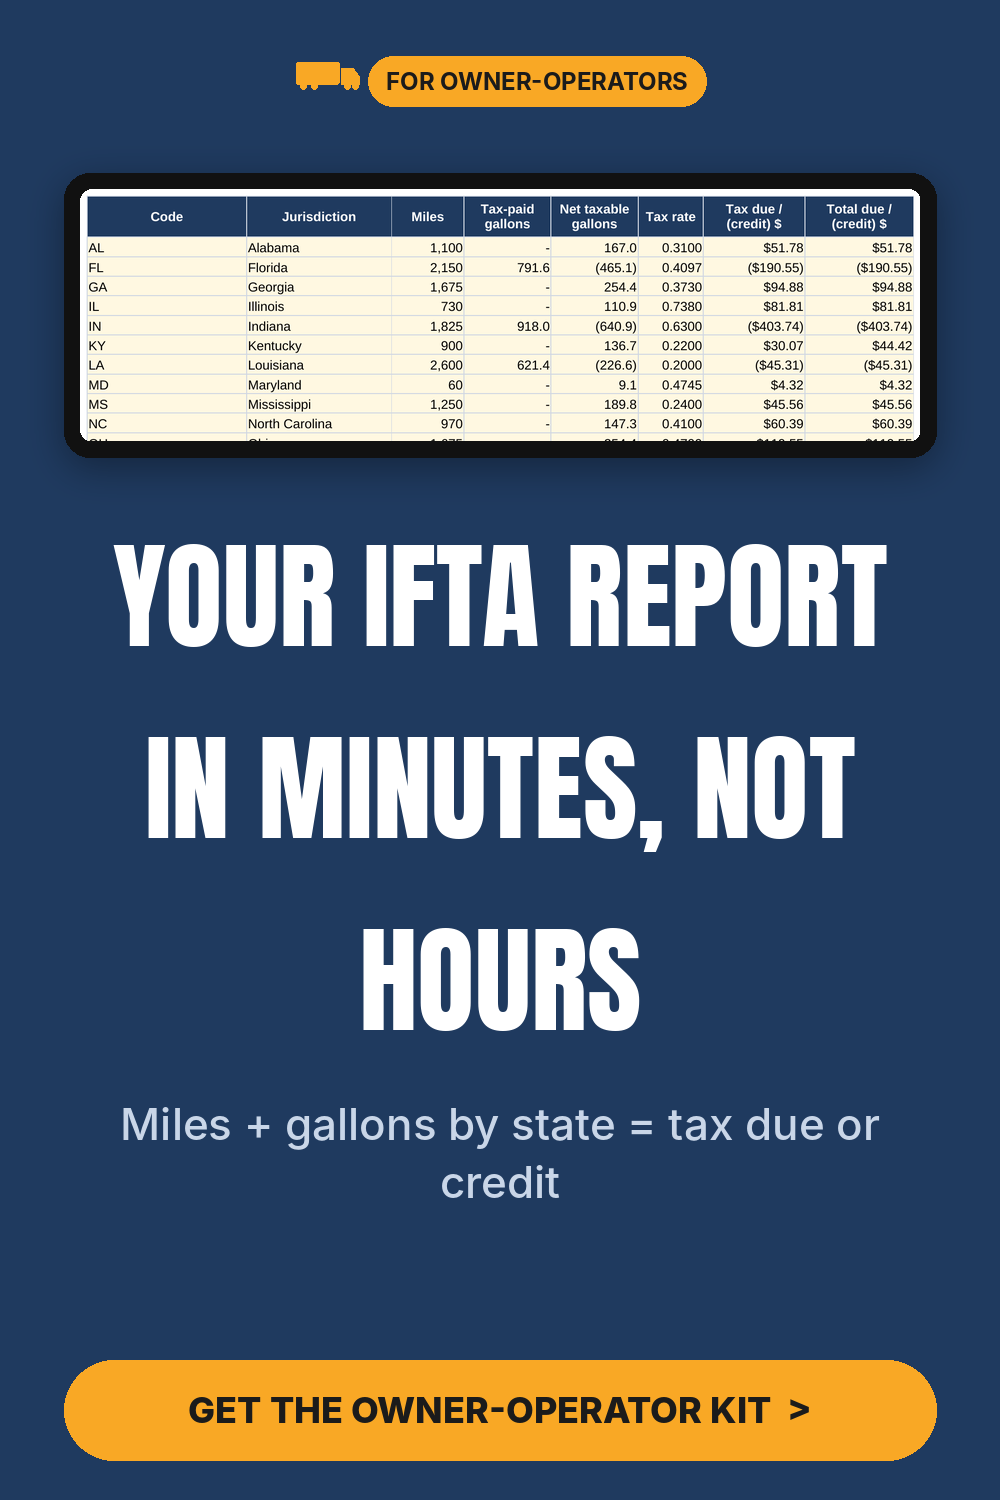 FOR OWNER-OPERATORS
Code Jurisdiction Miles Tax-paid gallons Net taxable gallons Tax rate Tax due / (credit) $ Total due / (credit) $
AL Alabama 1,100 - 167.0 0.3100 $51.78 $51.78
FL Florida 2,150 791.6 (465.1) 0.4097 ($190.55) ($190.55)
GA Georgia 1,675 - 254.4 0.3730 $94.88 $94.88
IL Illinois 730 - 110.9 0.7380 $81.81 $81.81
IN Indiana 1,825 918.0 (640.9) 0.6300 ($403.74) ($403.74)
KY Kentucky 900 - 136.7 0.2200 $30.07 $44.42
LA Louisiana 2,600 621.4 (226.6) 0.2000 ($45.31) ($45.31)
MD Maryland 60 - 9.1 0.4745 $4.32 $4.32
MS Mississippi 1,250 - 189.8 0.2400 $45.56 $45.56
NC North Carolina 970 - 147.3 0.4100 $60.39 $60.39
YOUR IFTA REPORT
IN MINUTES, NOT
HOURS
Miles + gallons by state = tax due or
credit
GET THE OWNER-OPERATOR KIT >